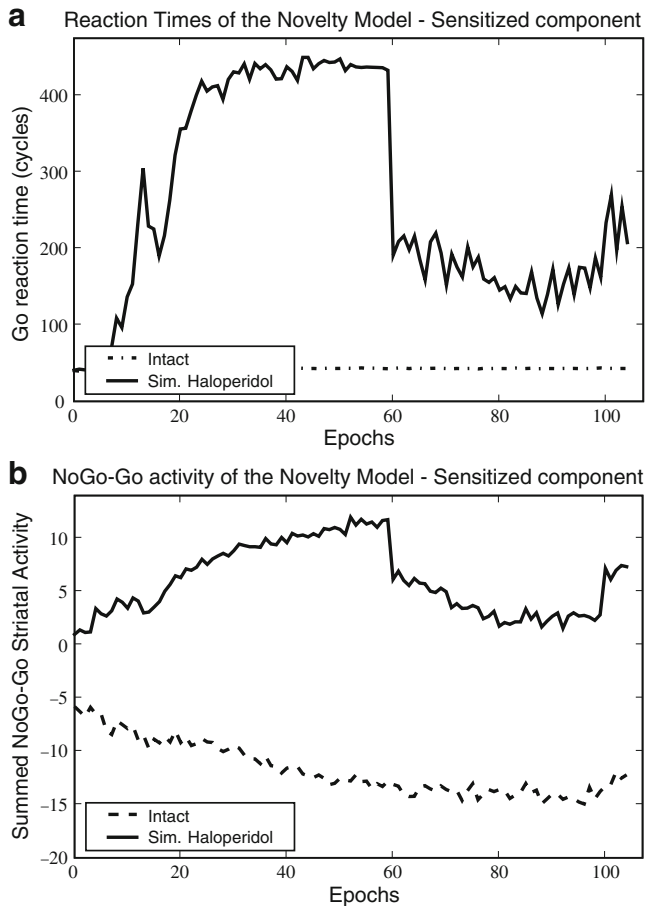 a
Reaction Times of the Novelty Model - Sensitized component
Go reaction time (cycles)
400
300
200
100
0
Intact
Sim. Haloperidol
0 20 40 60 80 100
Epochs
b
NoGo-Go activity of the Novelty Model - Sensitized component
Summed NoGo-Go Striatal Activity
10
5
0
−5
−10
−15
−20
Intact
Sim. Haloperidol
0 20 40 60 80 100
Epochs